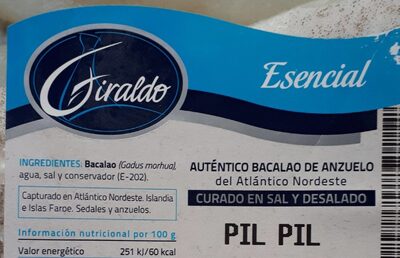 Giraldo
Esencial
INGREDIENTES: Bacalao (Gadus morhua),
agua, sal y conservador (E-202).
Capturado en Atlántico Nordeste. Islandia
e Islas Faroe. Sedales y anzuelos.
Información nutricional por 100 g
Valor energético 251 kJ/60 kcal
AUTÉNTICO BACALAO DE ANZUELO
del Atlántico Nordeste
CURADO EN SAL Y DESALADO
PIL PIL